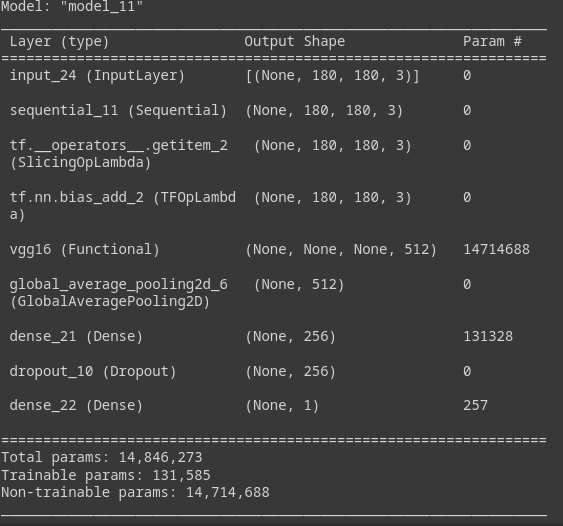 Model: "model_11"
_________________________________________________________________
 Layer (type)                Output Shape              Param #
=================================================================
 input_24 (InputLayer)       [(None, 180, 180, 3)]     0
 sequential_11 (Sequential)  (None, 180, 180, 3)       0
 tf.__operators__.getitem_2   (None, 180, 180, 3)      0
 (SlicingOpLambda)
 tf.nn.bias_add_2 (TFOpLambd  (None, 180, 180, 3)      0
 a)
 vgg16 (Functional)          (None, None, None, 512)   14714688
 global_average_pooling2d_6   (None, 512)              0
 (GlobalAveragePooling2D)
 dense_21 (Dense)            (None, 256)               131328
 dropout_10 (Dropout)        (None, 256)               0
 dense_22 (Dense)            (None, 1)                 257
=================================================================
Total params: 14,846,273
Trainable params: 131,585
Non-trainable params: 14,714,688
_________________________________________________________________